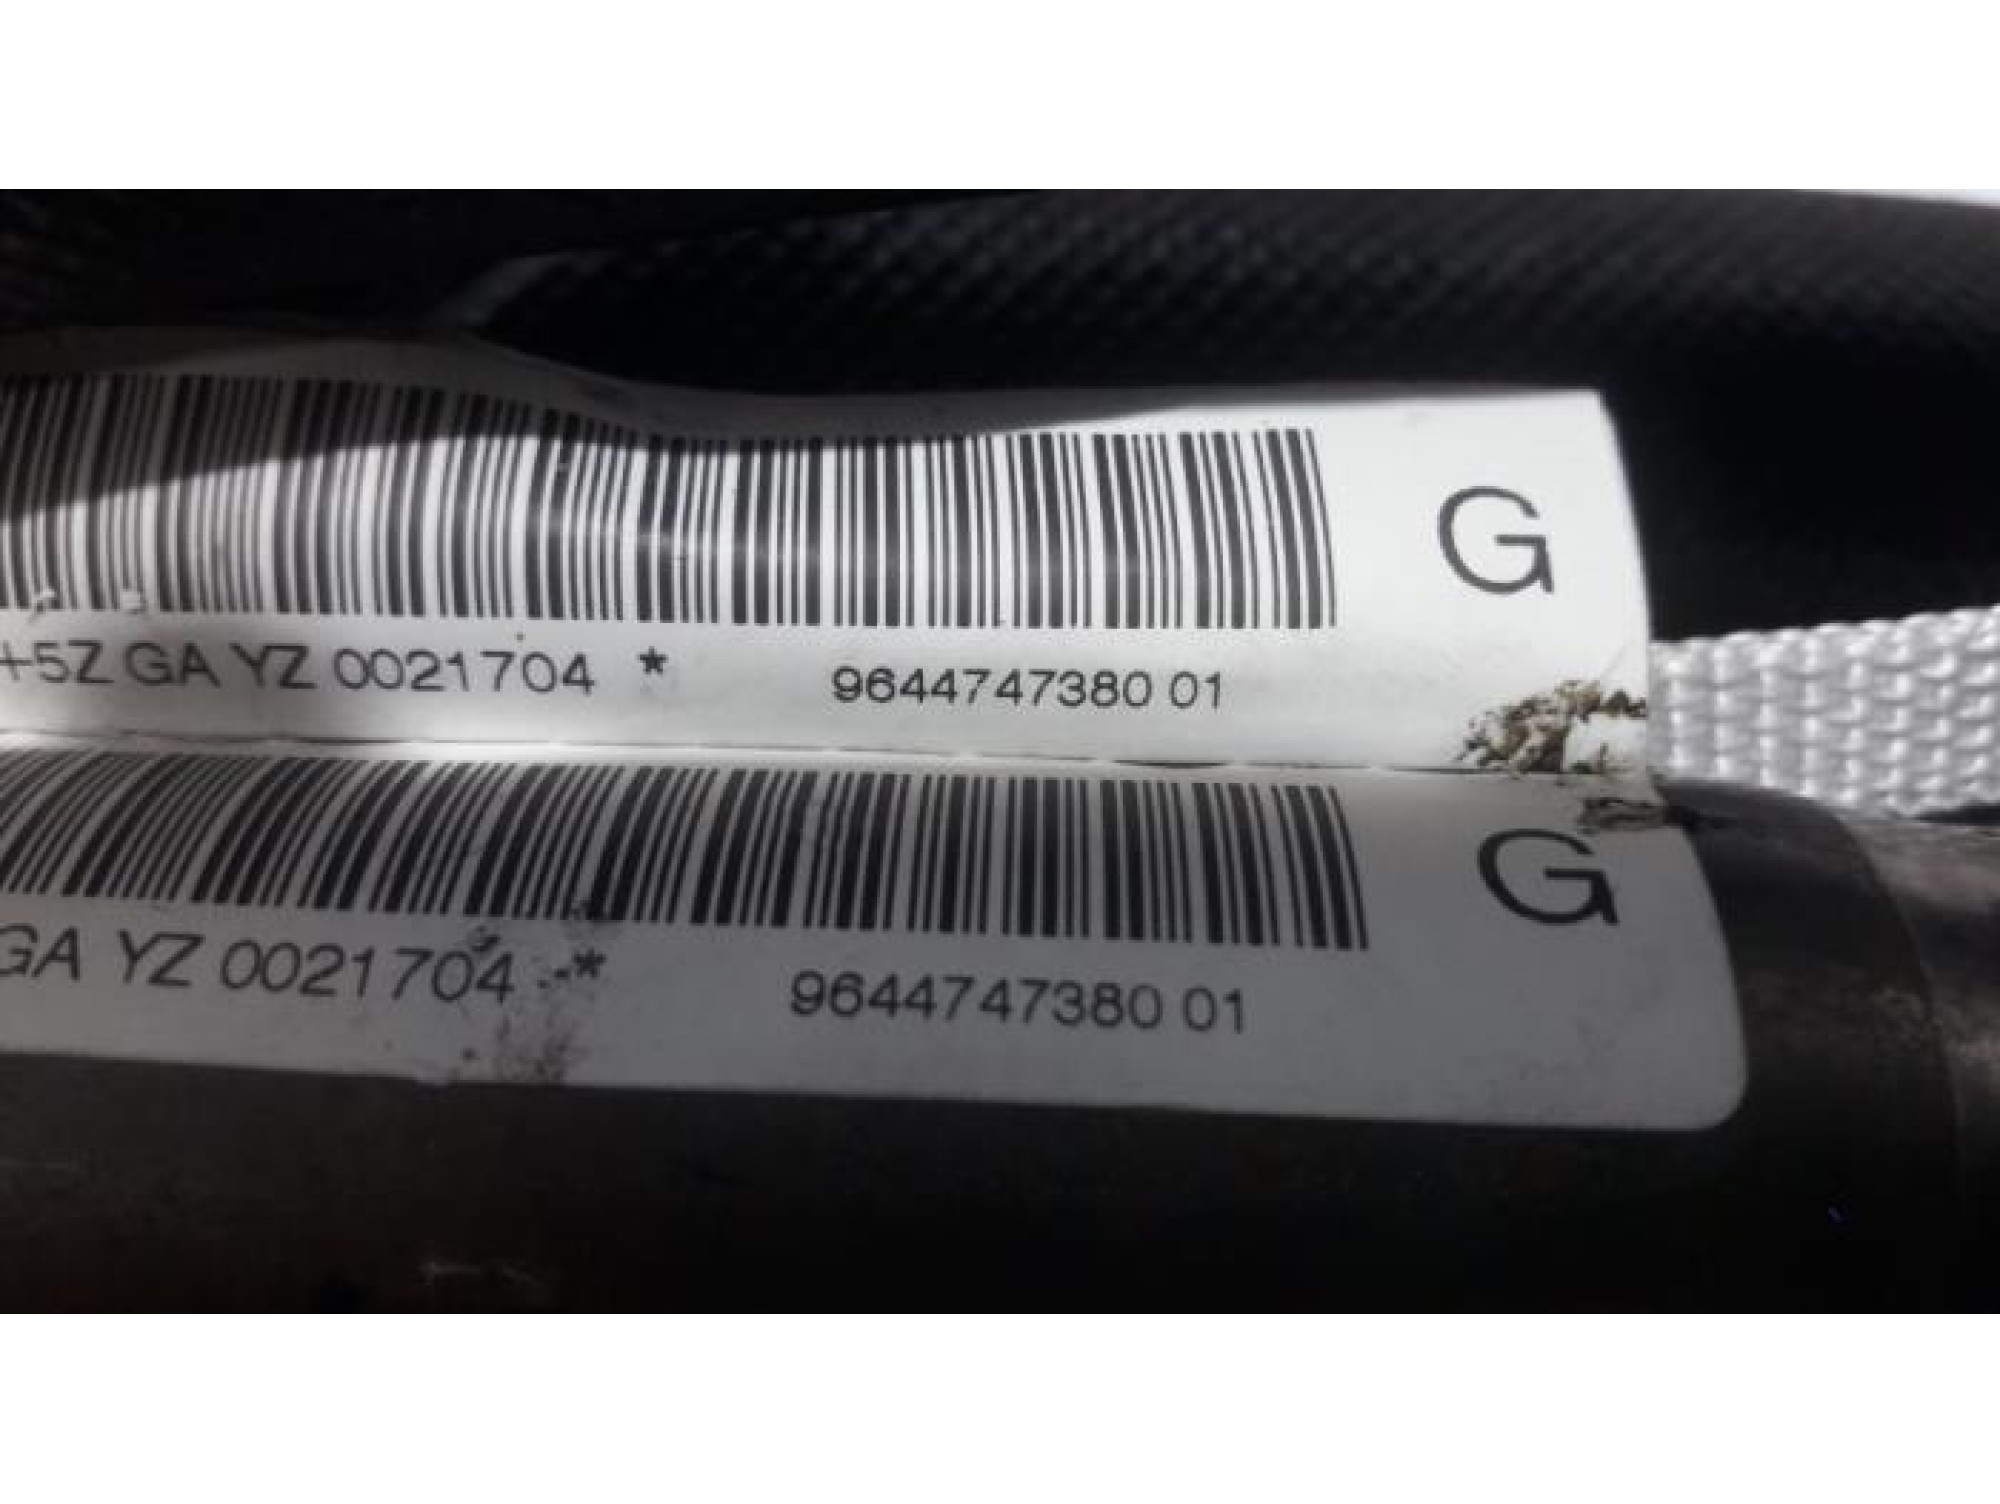 G
+5Z GA YZ 0021704 * 9644747380 01
G
GA YZ 0021704 * 9644747380 01